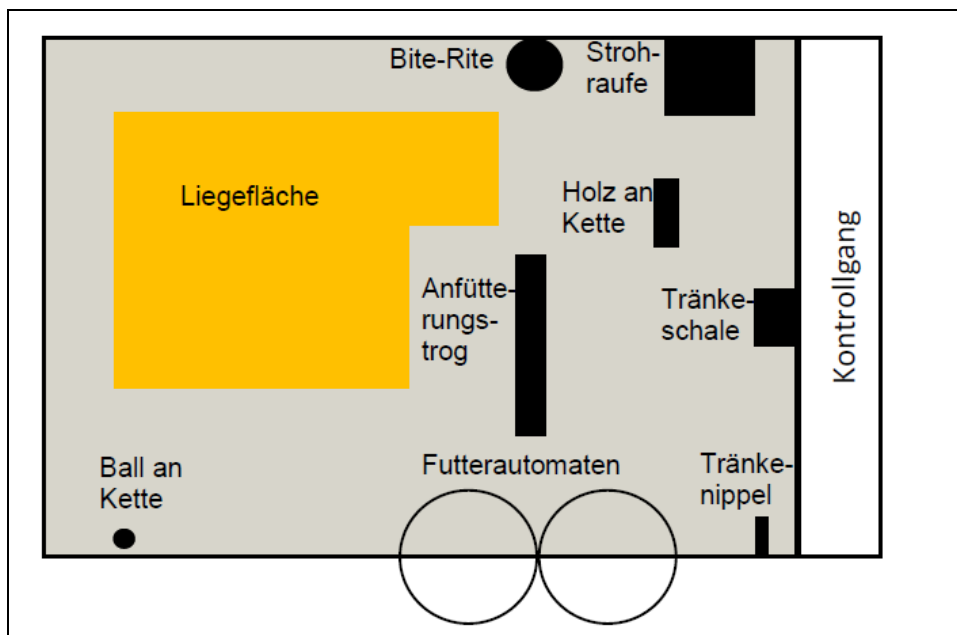 Bite-Rite
Stroh-
raufe
Liegefläche
Holz an
Kette
Anfütte-
rungs-
trog
Tränke-
schale
Kontrollgang
Ball an
Kette
Futterautomaten
Tränke-
nippel